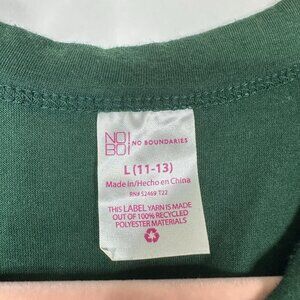 NO!
BO!
NO BOUNDARIES
L (11-13)
Made in/Hecho en China
RN# 52469 T22
THIS LABEL YARN IS MADE
OUT OF 100% RECYCLED
POLYESTER MATERIALS